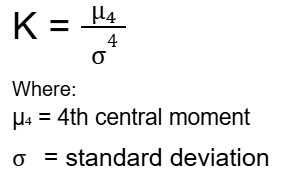 K = μ₄ / σ⁴
Where:
μ₄ = 4th central moment
σ = standard deviation